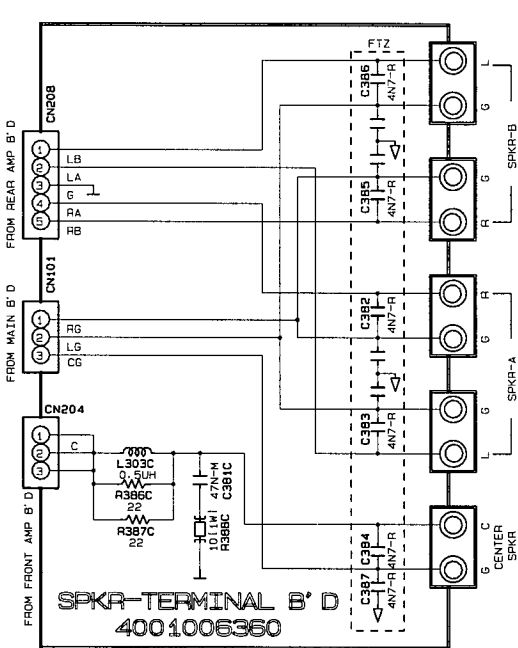 FTZ
CN208
FROM REAR AMP B'D
1
2
3
4
5
LB
LA
G
RA
RB
C386
4N7-R
C385
4N7-R
L
G
G
R
SPKR-B
CN101
FROM MAIN B'D
1
2
3
RG
LG
CG
C382
4N7-R
C383
4N7-R
R
G
G
L
SPKR-A
CN204
FROM FRONT AMP B'D
1
2
3
C
L303C
0.5UH
R386C
22
R387C
22
47N-M
C381C
10[1W]
R388C
C384
4N7-R
C387
4N7-R
C
G
CENTER
SPKR
SPKR-TERMINAL B'D
4001006360